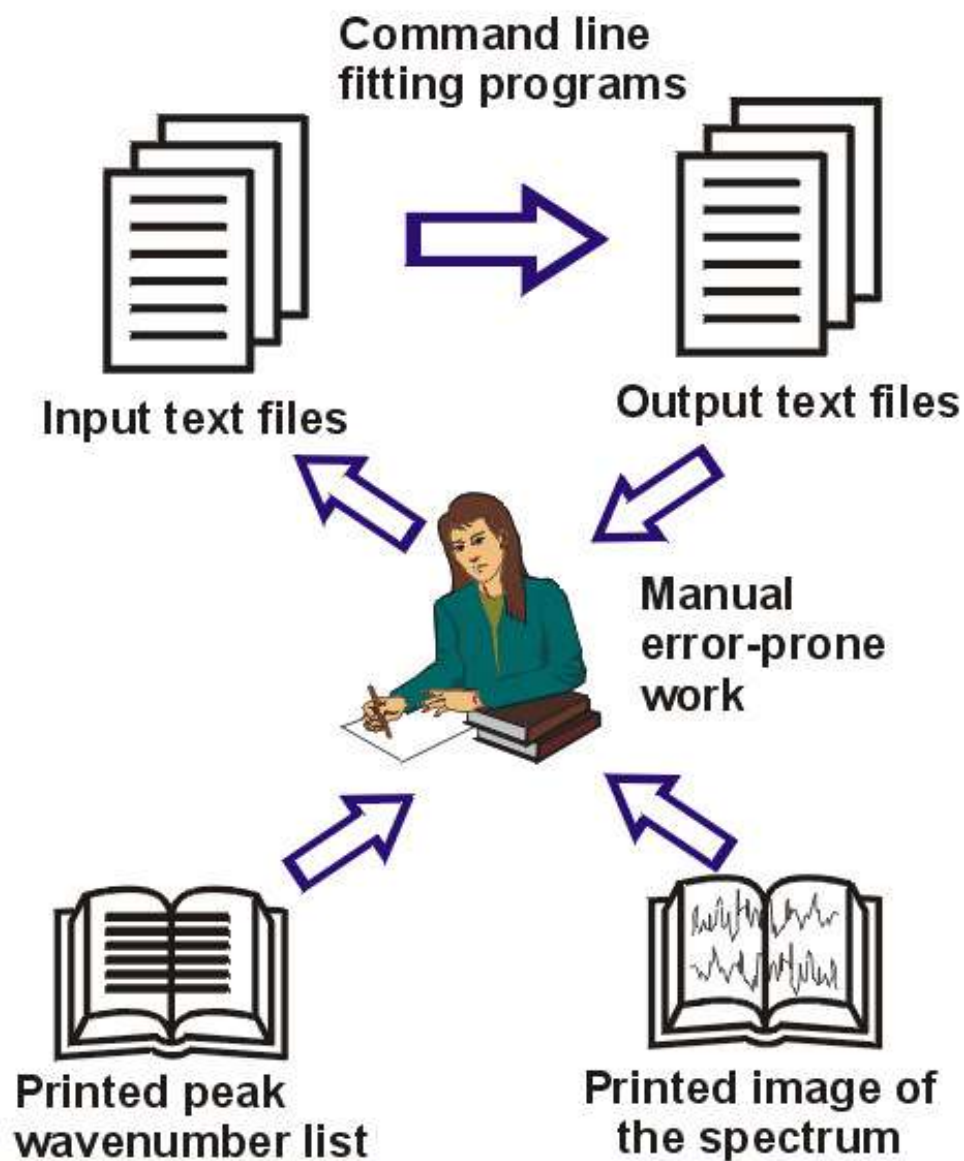 Command line
fitting programs
Input text files
Output text files
Manual
error-prone
work
Printed peak
wavenumber list
Printed image of
the spectrum